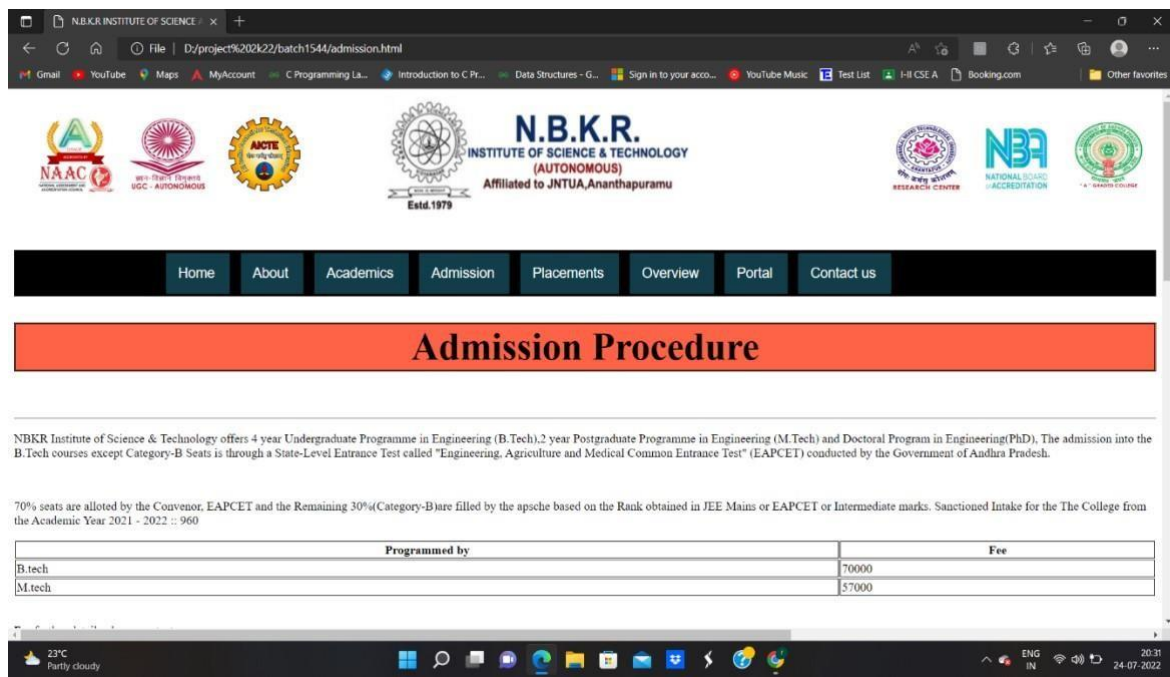 N.B.K.R INSTITUTE OF SCIENCE
File D:/project%202k22/batch1544/admission.html
Gmail YouTube Maps MyAccount C Programming La... Introduction to C Pr... Data Structures - G... Sign in to your acco... YouTube Music Test List I-II CSE A Booking.com Other favorites
NAAC
UGC - AUTONOMOUS
AICTE
N.B.K.R.
INSTITUTE OF SCIENCE & TECHNOLOGY
(AUTONOMOUS)
Affiliated to JNTUA,Ananthapuramu
Estd.1979
RESEARCH CENTER
NBA
NATIONAL BOARD
of ACCREDITATION
"A" GRADE COLLEGE
Home About Academics Admission Placements Overview Portal Contact us
Admission Procedure
NBKR Institute of Science & Technology offers 4 year Undergraduate Programme in Engineering (B.Tech),2 year Postgraduate Programme in Engineering (M.Tech) and Doctoral Program in Engineering(PhD), The admission into the
B.Tech courses except Category-B Seats is through a State-Level Entrance Test called "Engineering, Agriculture and Medical Common Entrance Test" (EAPCET) conducted by the Government of Andhra Pradesh.
70% seats are alloted by the Convenor, EAPCET and the Remaining 30%(Category-B)are filled by the apsche based on the Rank obtained in JEE Mains or EAPCET or Intermediate marks. Sanctioned Intake for the The College from
the Academic Year 2021 - 2022 :: 960
Programmed by Fee
B.tech 70000
M.tech 57000
23°C
Partly cloudy
ENG
IN
20:31
24-07-2022